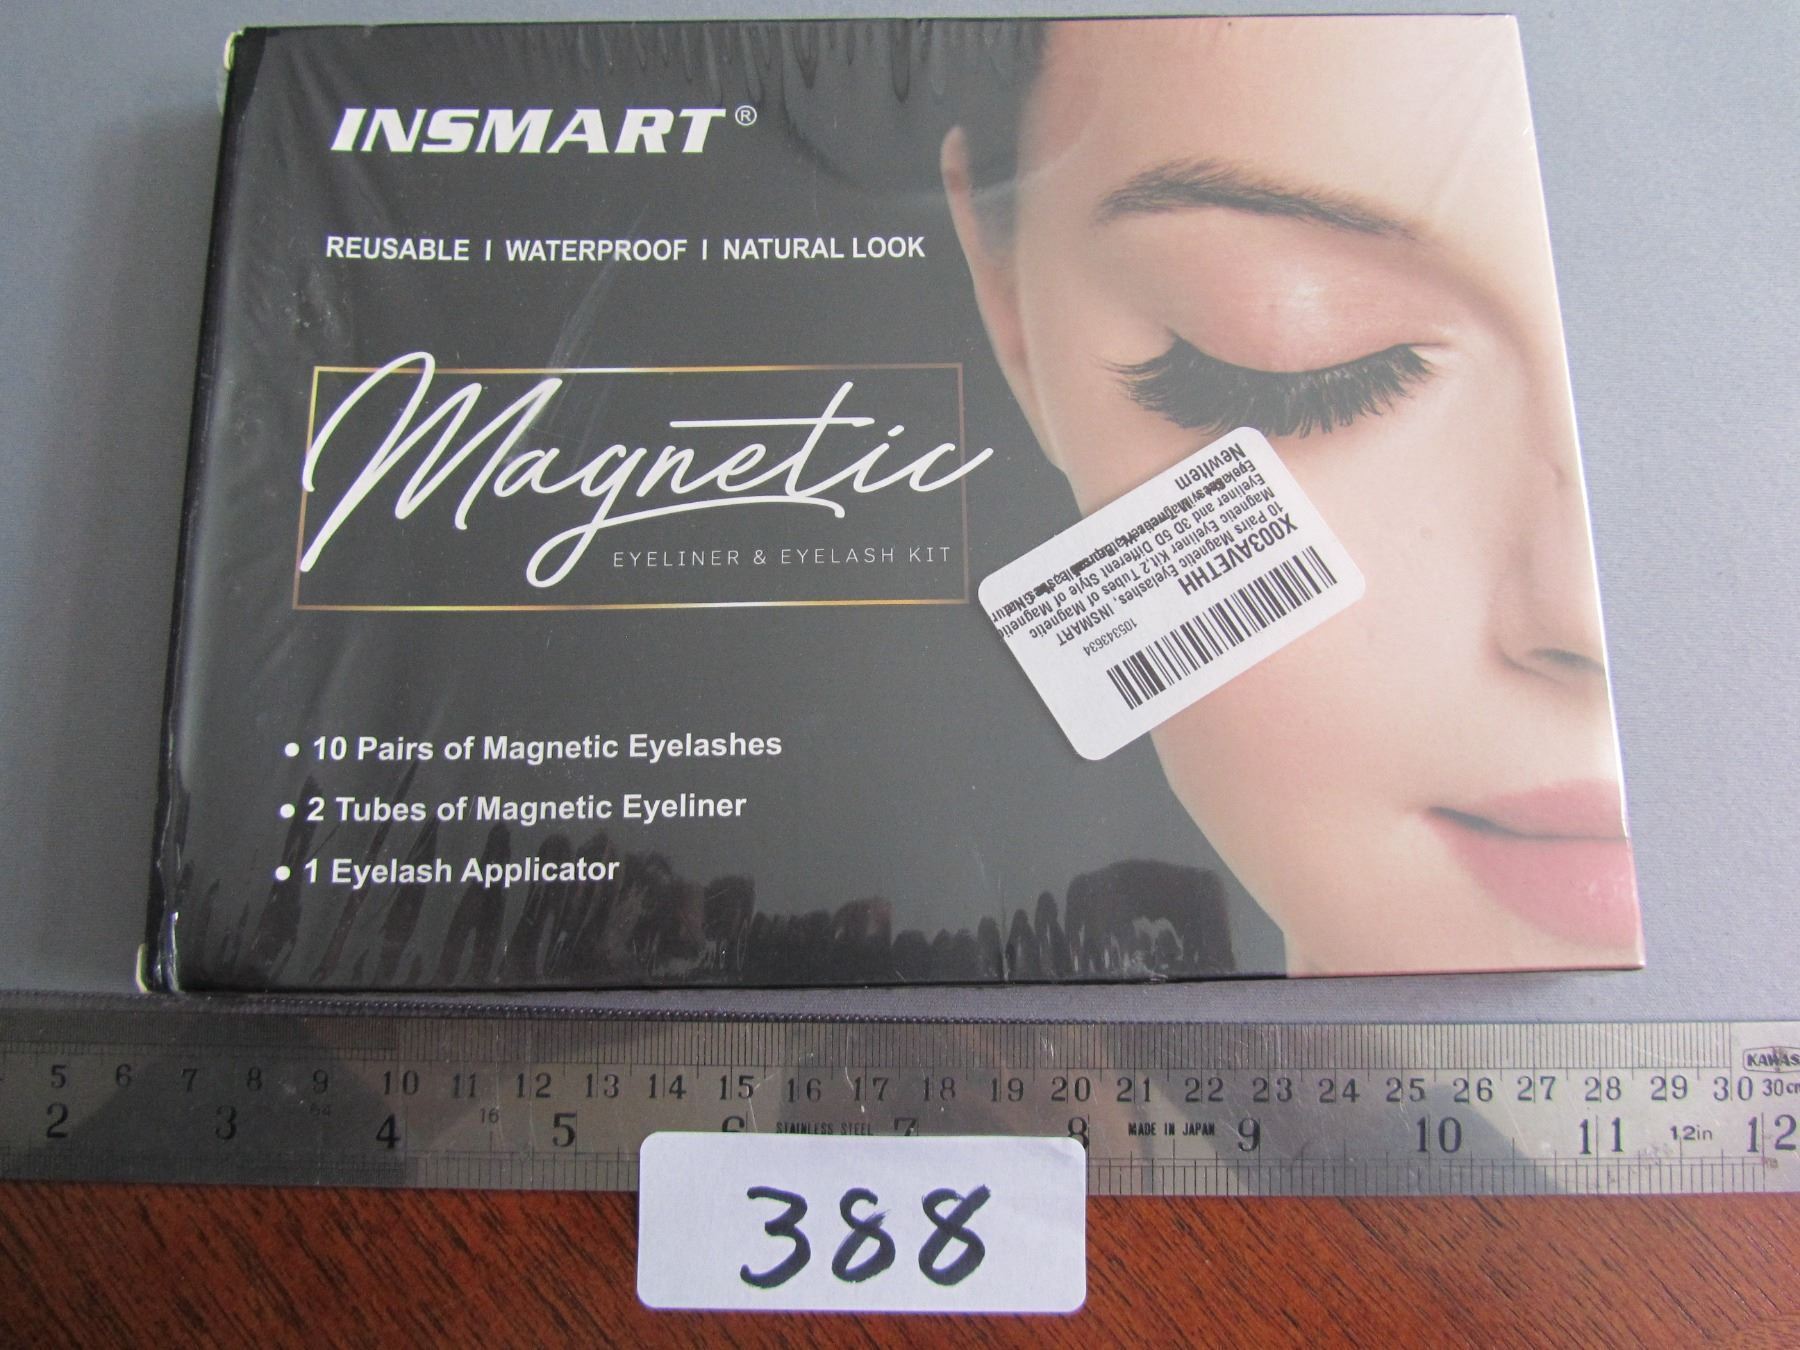 INSMART®
REUSABLE I WATERPROOF I NATURAL LOOK
Magnetic
EYELINER & EYELASH KIT
• 10 Pairs of Magnetic Eyelashes
• 2 Tubes of Magnetic Eyeliner
• 1 Eyelash Applicator
105343634
X003AVETHH
10 Pairs Magnetic Eyelashes, INSMART
Magnetic Eyeliner Kit,2 Tubes of Magnetic
Eyeliner and 3D 5D Different Style of Magnetic
NewItem
KAWAS
5 6 7 8 9 10 11 12 13 14 15 16 17 18 19 20 21 22 23 24 25 26 27 28 29 30 30cm
2 3 64 4 16 5 6 STAINLESS STEEL 7 8 MADE IN JAPAN 9 10 11 12in 12
388